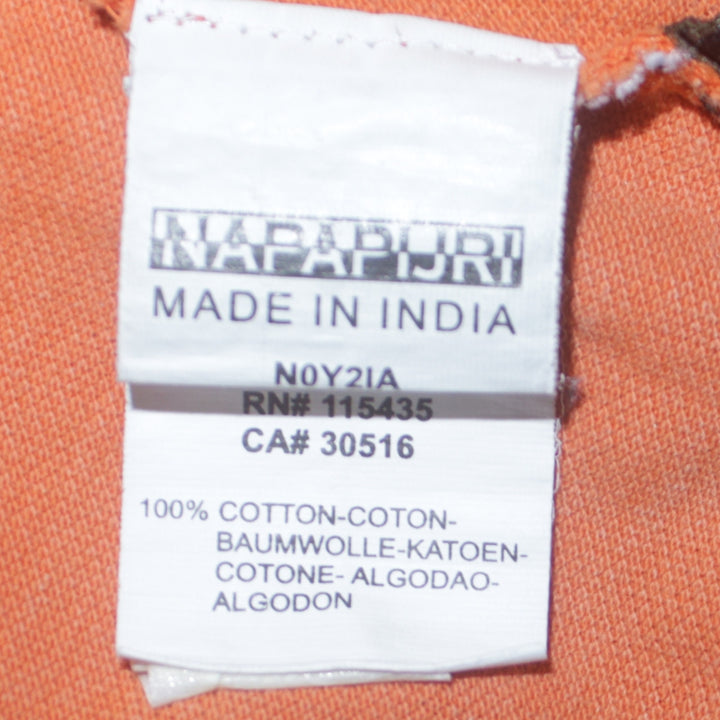 NAPAPIJRI
MADE IN INDIA
N0Y2IA
RN# 115435
CA# 30516
100% COTTON-COTON-
BAUMWOLLE-KATOEN-
COTONE- ALGODAO-
ALGODON